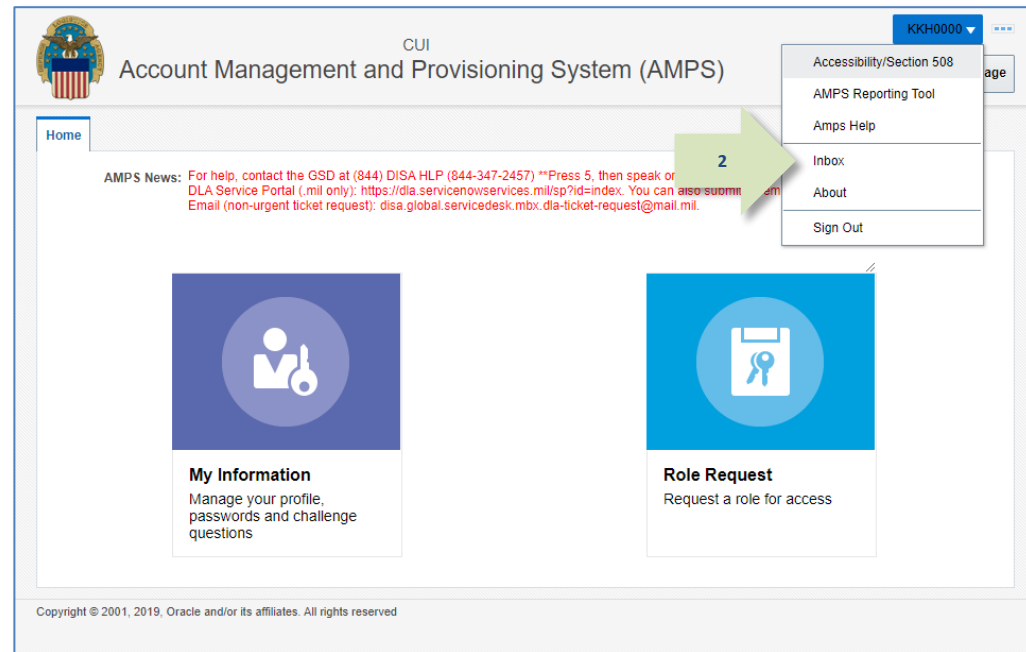 CUI
Account Management and Provisioning System (AMPS)
KKH0000
age
Accessibility/Section 508
AMPS Reporting Tool
Amps Help
Inbox
About
Sign Out
2
Home
AMPS News: For help, contact the GSD at (844) DISA HLP (844-347-2457) **Press 5, then speak or
DLA Service Portal (.mil only): https://dla.servicenowservices.mil/sp?id=index. You can also submit em
Email (non-urgent ticket request): disa.global.servicedesk.mbx.dla-ticket-request@mail.mil.
My Information
Manage your profile,
passwords and challenge
questions
Role Request
Request a role for access
Copyright © 2001, 2019, Oracle and/or its affiliates. All rights reserved